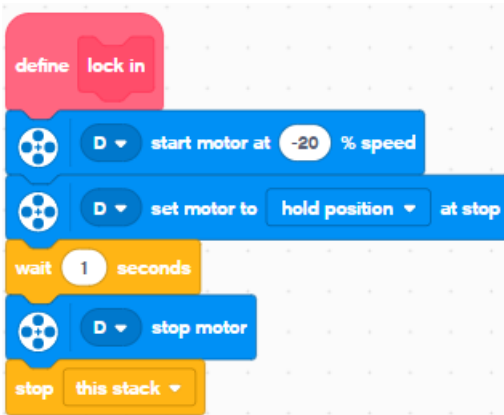 define lock in
D start motor at -20 % speed
D set motor to hold position at stop
wait 1 seconds
D stop motor
stop this stack